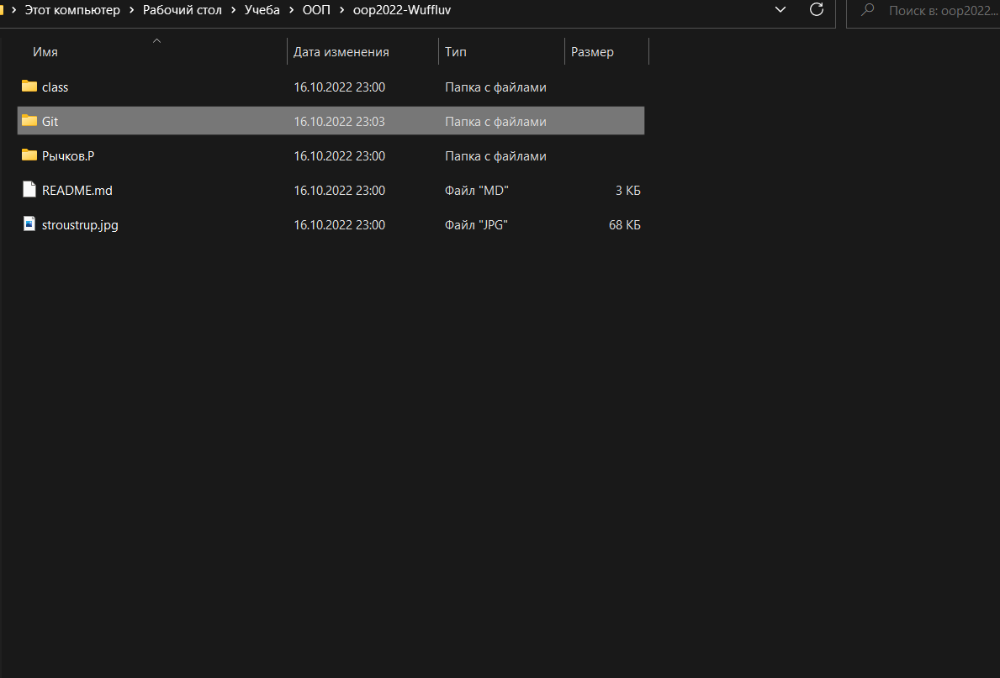 Этот компьютер > Рабочий стол > Учеба > ООП > oop2022-Wuffluv Поиск в: oop2022...
Имя Дата изменения Тип Размер
class 16.10.2022 23:00 Папка с файлами
Git 16.10.2022 23:03 Папка с файлами
Рычков.Р 16.10.2022 23:00 Папка с файлами
README.md 16.10.2022 23:00 Файл "MD" 3 КБ
stroustrup.jpg 16.10.2022 23:00 Файл "JPG" 68 КБ